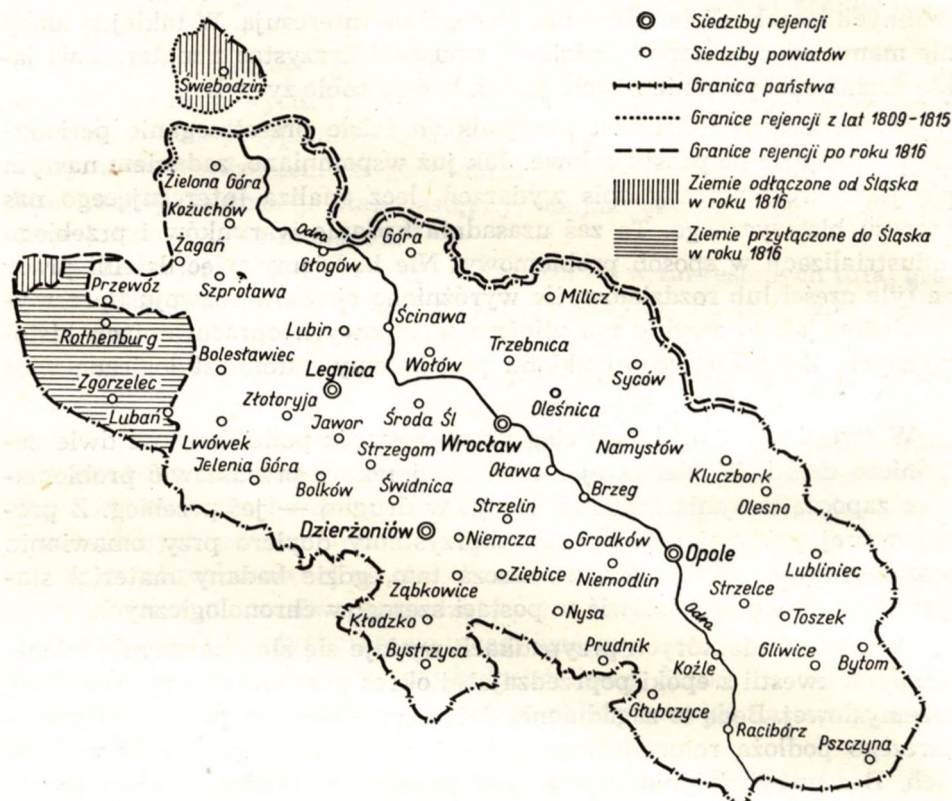 Siedziby rejencji
Siedziby powiatów
Granica państwa
Granice rejencji z lat 1809-1815
Granice rejencji po roku 1816
Ziemie odłączone od Śląska
w roku 1816
Ziemie przyłączone do Śląska
w roku 1816
Świebodzin
Zielona Góra
Kożuchów
Odra
Góra
Żagań
Głogów
Przewóz
Szprotawa
Milicz
Rothenburg
Lubin
Ścinawa
Bolesławiec
Wołów
Trzebnica
Zgorzelec
Legnica
Syców
Lubań
Złotoryja
Środa Śl
Oleśnica
Lwówek
Jawor
Wrocław
Namysłów
Jelenia Góra
Strzegom
Oława
Kluczbork
Bolków
Świdnica
Brzeg
Olesno
Strzelin
Dzierżoniów
Niemcza
Grodków
Opole
Lubliniec
Ząbkowice
Ziębice
Niemodlin
Strzelce
Kłodzko
Nysa
Odra
Toszek
Bystrzyca
Prudnik
Gliwice
Bytom
Koźle
Głubczyce
Racibórz
Pszczyna